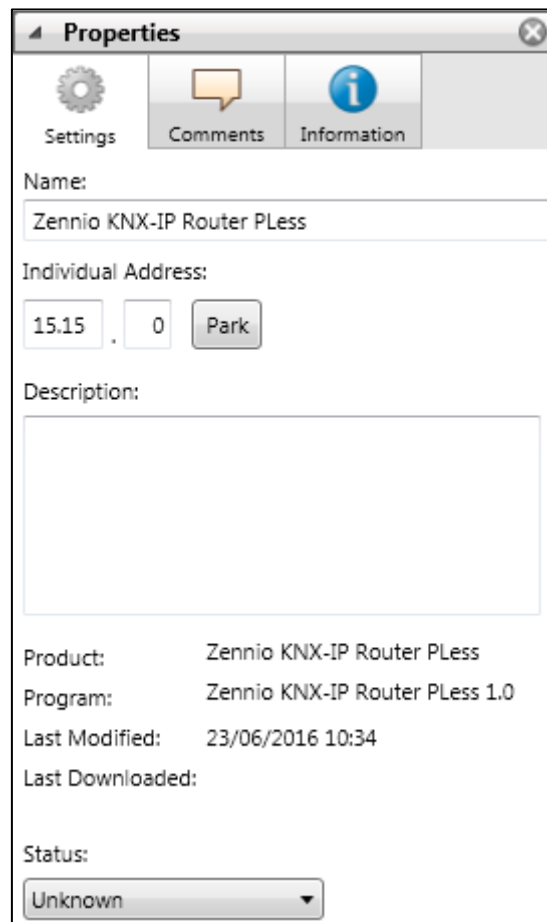 Properties
Settings Comments Information
Name:
Zennio KNX-IP Router PLess
Individual Address:
15.15 . 0 Park
Description:
Product: Zennio KNX-IP Router PLess
Program: Zennio KNX-IP Router PLess 1.0
Last Modified: 23/06/2016 10:34
Last Downloaded:
Status:
Unknown